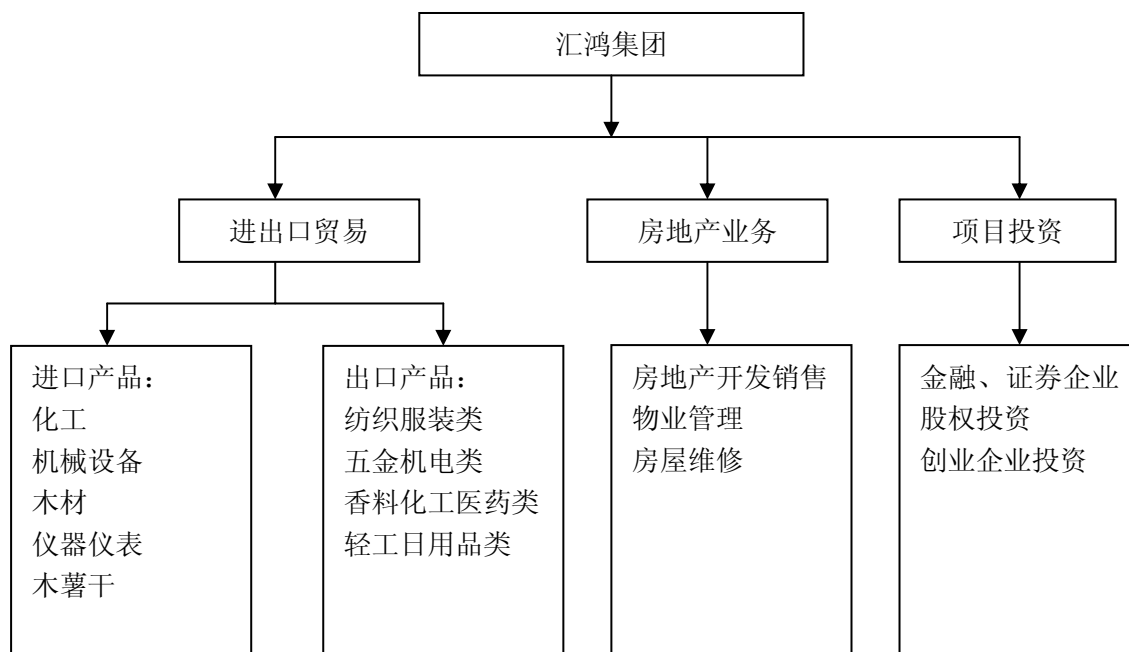 汇鸿集团
进出口贸易
房地产业务
项目投资
进口产品：
化工
机械设备
木材
仪器仪表
木薯干
出口产品：
纺织服装类
五金机电类
香料化工医药类
轻工日用品类
房地产开发销售
物业管理
房屋维修
金融、证券企业
股权投资
创业企业投资